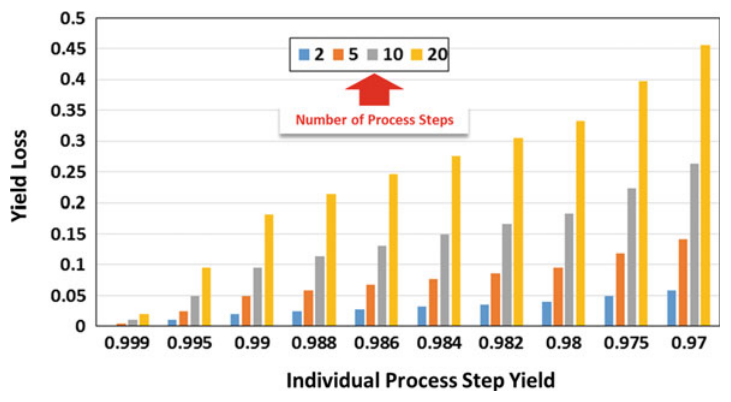 0.5
0.45
0.4
0.35
0.3
0.25
0.2
0.15
0.1
0.05
0
Yield Loss
2 5 10 20
Number of Process Steps
0.999 0.995 0.99 0.988 0.986 0.984 0.982 0.98 0.975 0.97
Individual Process Step Yield